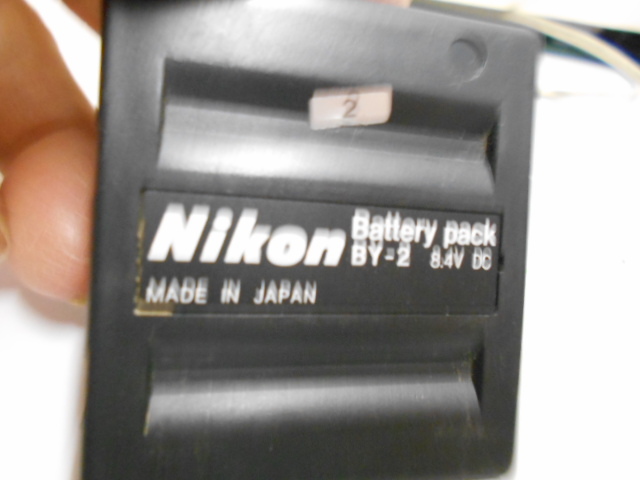 2
Nikon Battery pack
BY-2 8.4V DC
MADE IN JAPAN